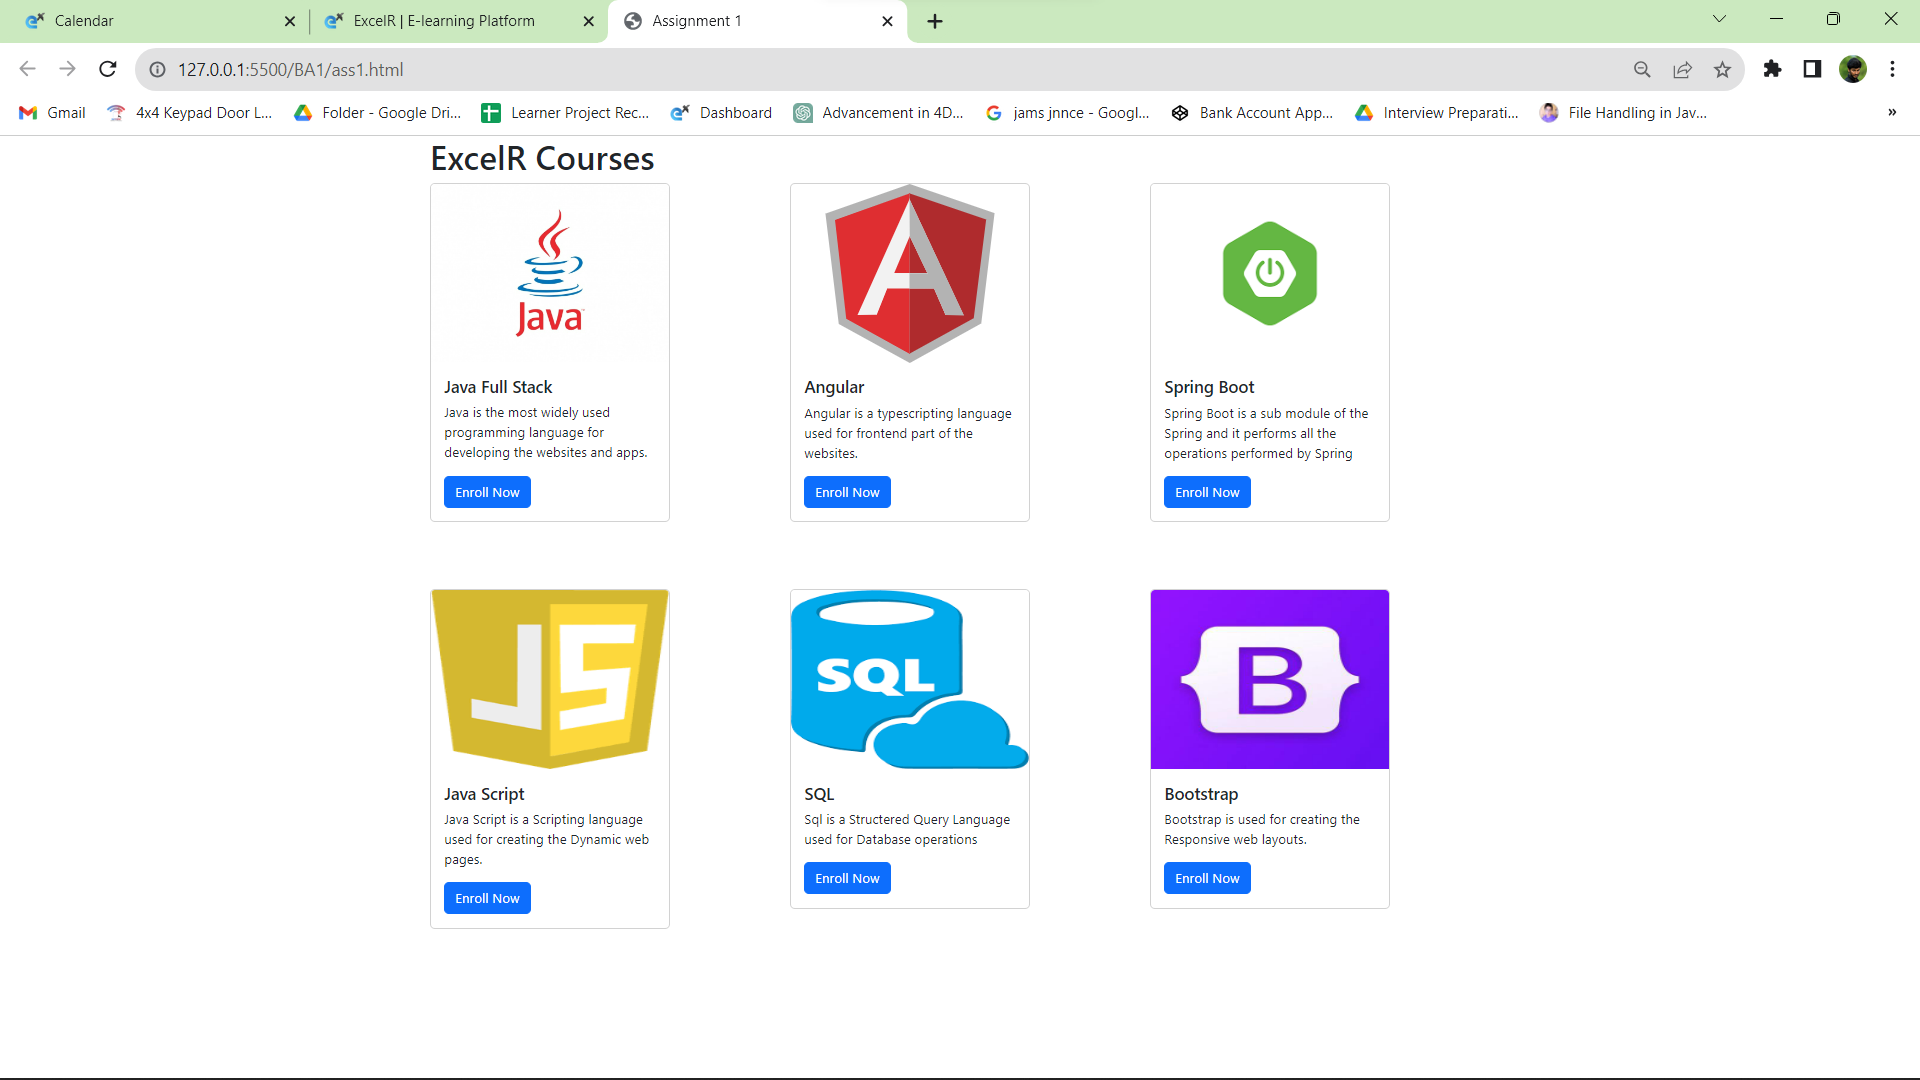 Calendar
ExcelR | E-learning Platform
Assignment 1
127.0.0.1:5500/BA1/ass1.html
Gmail
4x4 Keypad Door L...
Folder - Google Dri...
Learner Project Rec...
Dashboard
Advancement in 4D...
jams jnnce - Googl...
Bank Account App...
Interview Preparati...
File Handling in Jav...
»
ExcelR Courses
Java
Java Full Stack
Java is the most widely used
programming language for
developing the websites and apps.
Enroll Now
A
Angular
Angular is a typescripting language
used for frontend part of the
websites.
Enroll Now
Spring Boot
Spring Boot is a sub module of the
Spring and it performs all the
operations performed by Spring
Enroll Now
JS
Java Script
Java Script is a Scripting language
used for creating the Dynamic web
pages.
Enroll Now
SQL
SQL
Sql is a Structered Query Language
used for Database operations
Enroll Now
B
Bootstrap
Bootstrap is used for creating the
Responsive web layouts.
Enroll Now